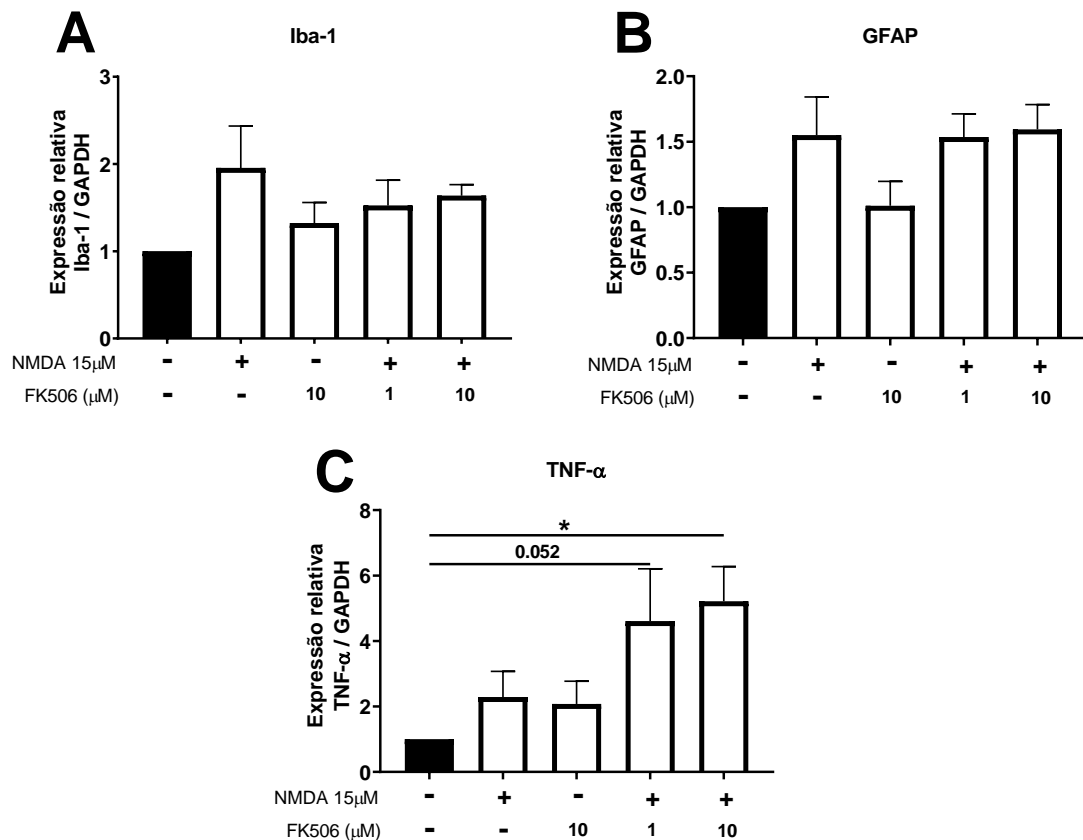 A
Iba-1
Expressão relativa
Iba-1 / GAPDH
3
2
1
0
NMDA 15μM - + - + +
FK506 (μM) - - 10 1 10
B
GFAP
Expressão relativa
GFAP / GAPDH
2.0
1.5
1.0
0.5
0.0
NMDA 15μM - + - + +
FK506 (μM) - - 10 1 10
C
TNF-α
Expressão relativa
TNF-α / GAPDH
8
6
4
2
0
*
0.052
NMDA 15μM - + - + +
FK506 (μM) - - 10 1 10